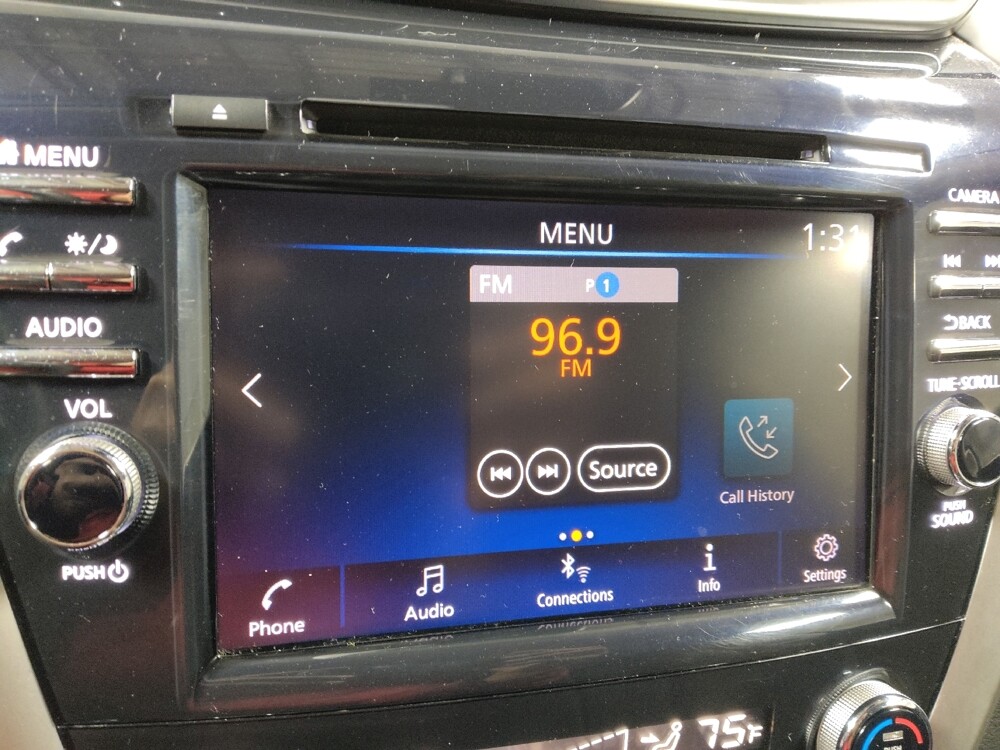 MENU
AUDIO
VOL
PUSH
MENU
1:31
FM P 1
96.9
FM
Source
Call History
Phone
Audio
Connections
Info
Settings
CAMERA
BACK
TUNE·SCROLL
PUSH
SOUND
75°F